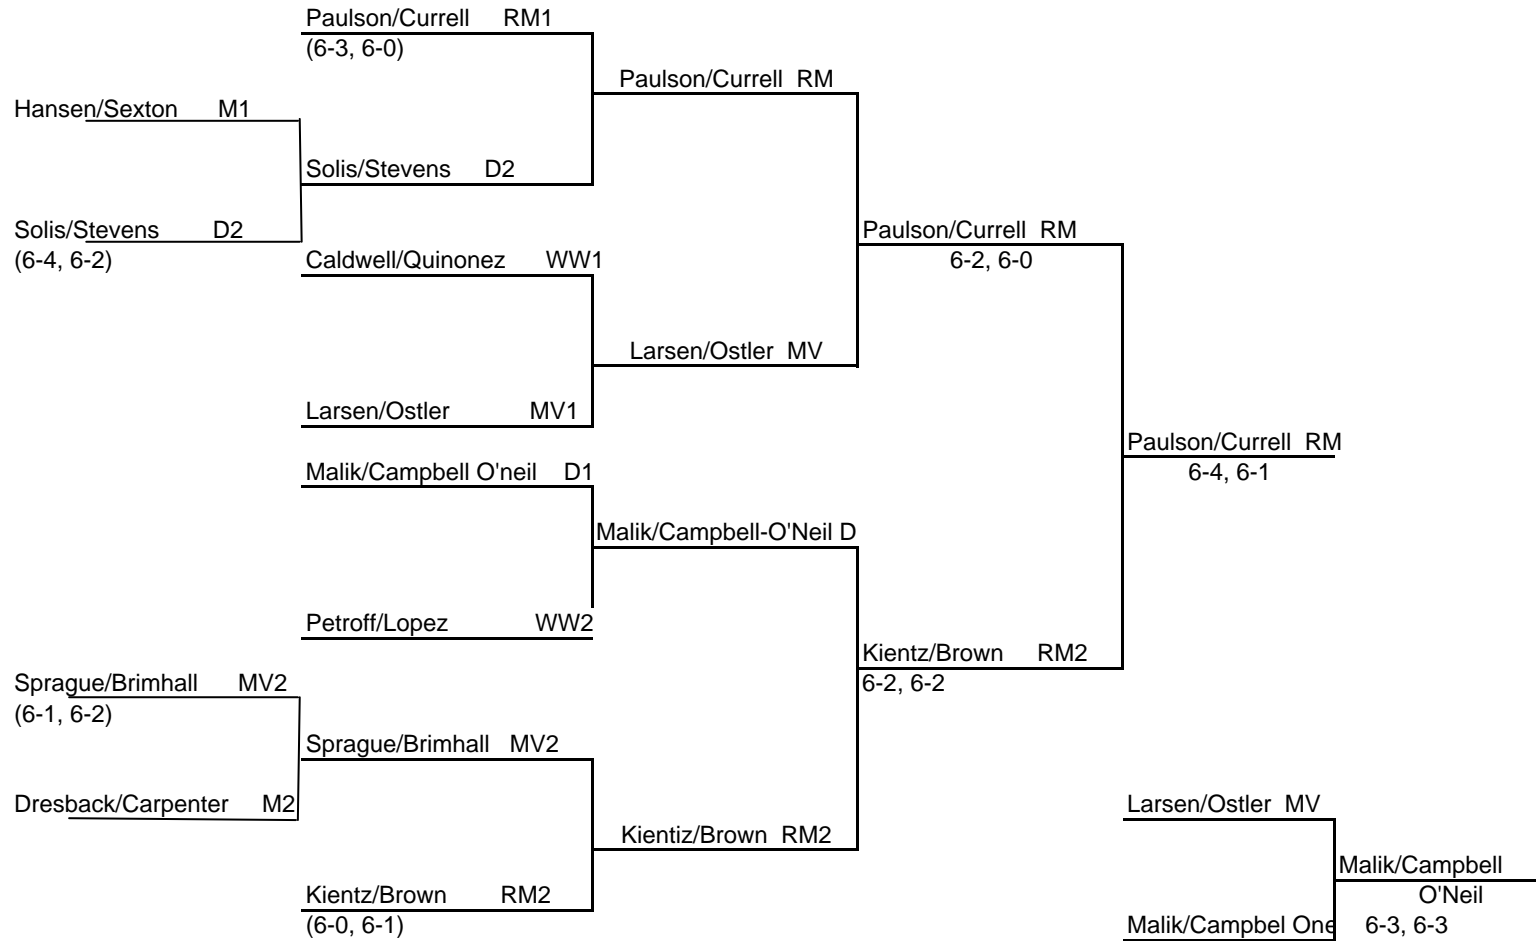 Paulson/Currell RM1
(6-3, 6-0)
Paulson/Currell RM
Hansen/Sexton M1
Solis/Stevens D2
Solis/Stevens D2
(6-4, 6-2)
Paulson/Currell RM
6-2, 6-0
Caldwell/Quinonez WW1
Larsen/Ostler MV
Larsen/Ostler MV1
Paulson/Currell RM
6-4, 6-1
Malik/Campbell O'neil D1
Malik/Campbell-O'Neil D
Petroff/Lopez WW2
Kientz/Brown RM2
6-2, 6-2
Sprague/Brimhall MV2
(6-1, 6-2)
Sprague/Brimhall MV2
Dresback/Carpenter M2
Larsen/Ostler MV
Kientiz/Brown RM2
Malik/Campbell
O'Neil
6-3, 6-3
Kientz/Brown RM2
(6-0, 6-1)
Malik/Campbel One